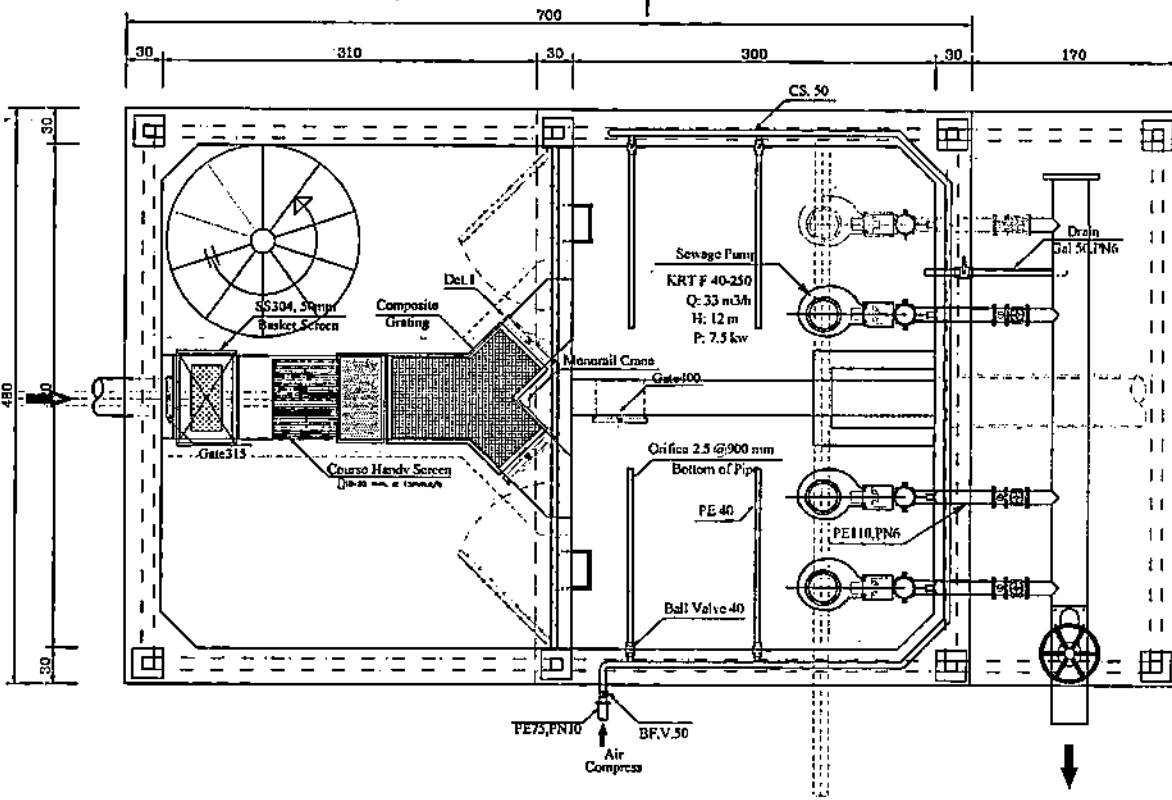 700
30
310
30
300
30
170
CS. 50
30
480
30
Drain
Gal 50,PN6
Sewage Pump
KRT F 40-250
Q: 33 m3/h
H: 12 m
P: 7.5 kw
Det.1
SS304, 50mm
Basket Screen
Composite
Grating
Monorail Crane
Gate400
Gate315
Course Handy Screen
Orifice 2.5 @900 mm
Bottom of Pipe
PE 40
PE110,PN6
Ball Valve 40
PE75,PN10
BF.V.50
Air
Compress